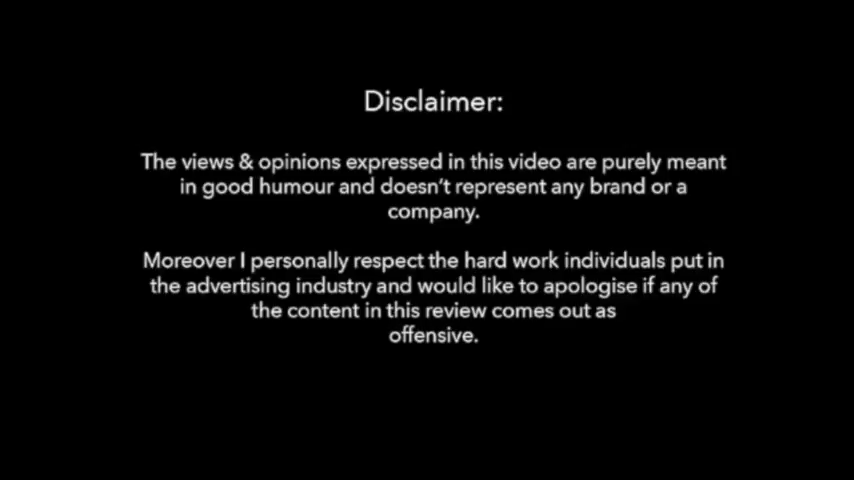 Disclaimer:
The views & opinions expressed in this video are purely meant
in good humour and doesn't represent any brand or a
company.
Moreover I personally respect the hard work individuals put in
the advertising industry and would like to apologise if any of
the content in this review comes out as
offensive.